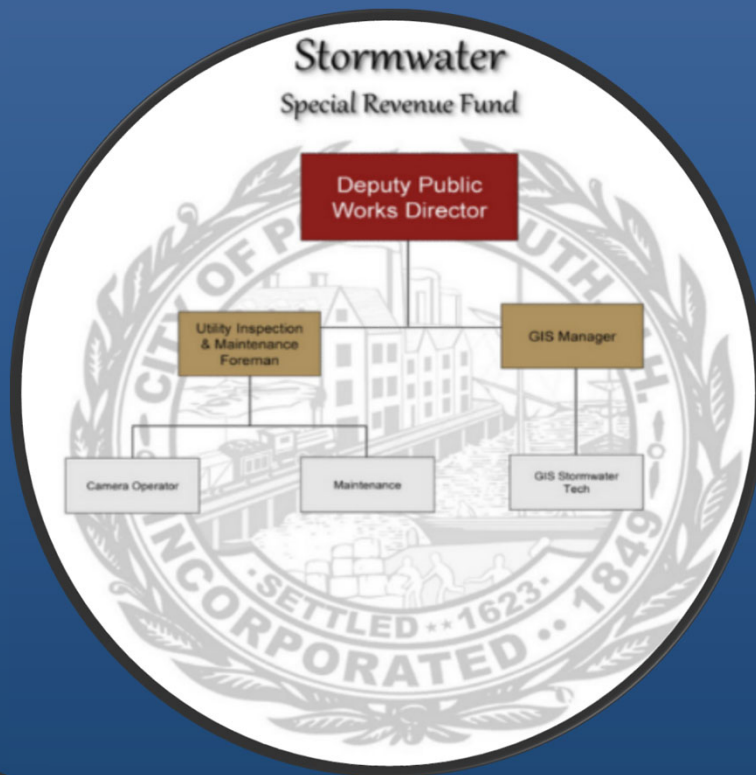 Stormwater
Special Revenue Fund
Deputy Public
Works Director
Utility Inspection
& Maintenance
Foreman
GIS Manager
Camera Operator
Maintenance
GIS Stormwater
Tech
CITY OF PO UTH, N.H.
INCORPORATED ·· 1849
·SETTLED ·· 1623·